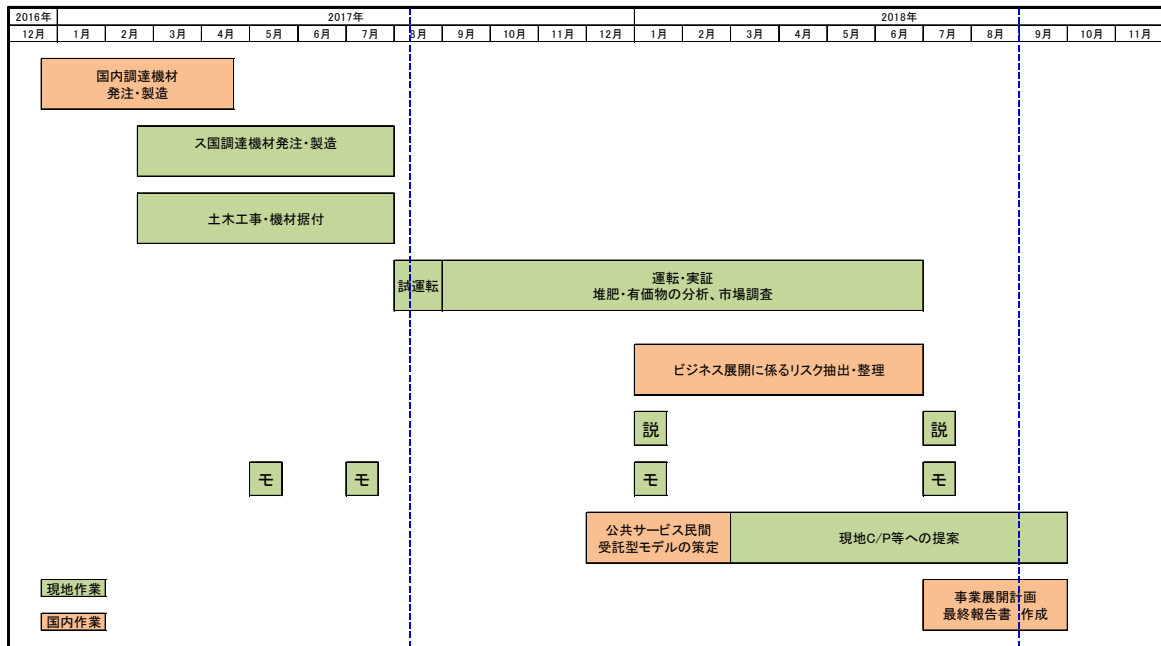 2016年 2017年 2018年
12月 1月 2月 3月 4月 5月 6月 7月 8月 9月 10月 11月 12月 1月 2月 3月 4月 5月 6月 7月 8月 9月 10月 11月
国内調達機材
発注・製造
ス国調達機材発注・製造
土木工事・機材据付
試運転
運転・実証
堆肥・有価物の分析、市場調査
ビジネス展開に係るリスク抽出・整理
説 説
モ モ モ モ
公共サービス民間
受託型モデルの策定
現地C/P等への提案
現地作業
国内作業
事業展開計画
最終報告書 作成